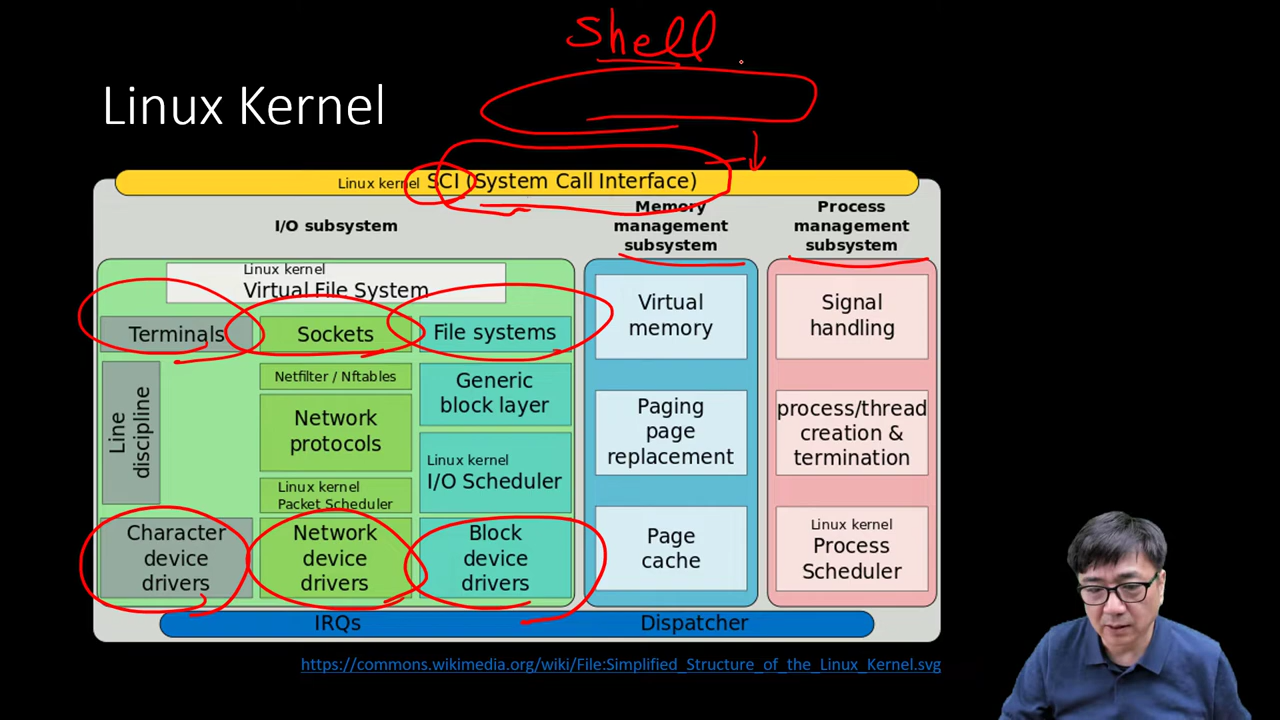 Shell
Linux Kernel
Linux kernel SCI (System Call Interface)
I/O subsystem
Memory
management
subsystem
Process
management
subsystem
Linux kernel
Virtual File System
Terminals
Sockets
File systems
Line
discipline
Netfilter / Nftables
Network
protocols
Linux kernel
Packet Scheduler
Generic
block layer
Linux kernel
I/O Scheduler
Character
device
drivers
Network
device
drivers
Block
device
drivers
Virtual
memory
Paging
page
replacement
Page
cache
Signal
handling
process/thread
creation &
termination
Linux kernel
Process
Scheduler
IRQs
Dispatcher
https://commons.wikimedia.org/wiki/File:Simplified_Structure_of_the_Linux_Kernel.svg